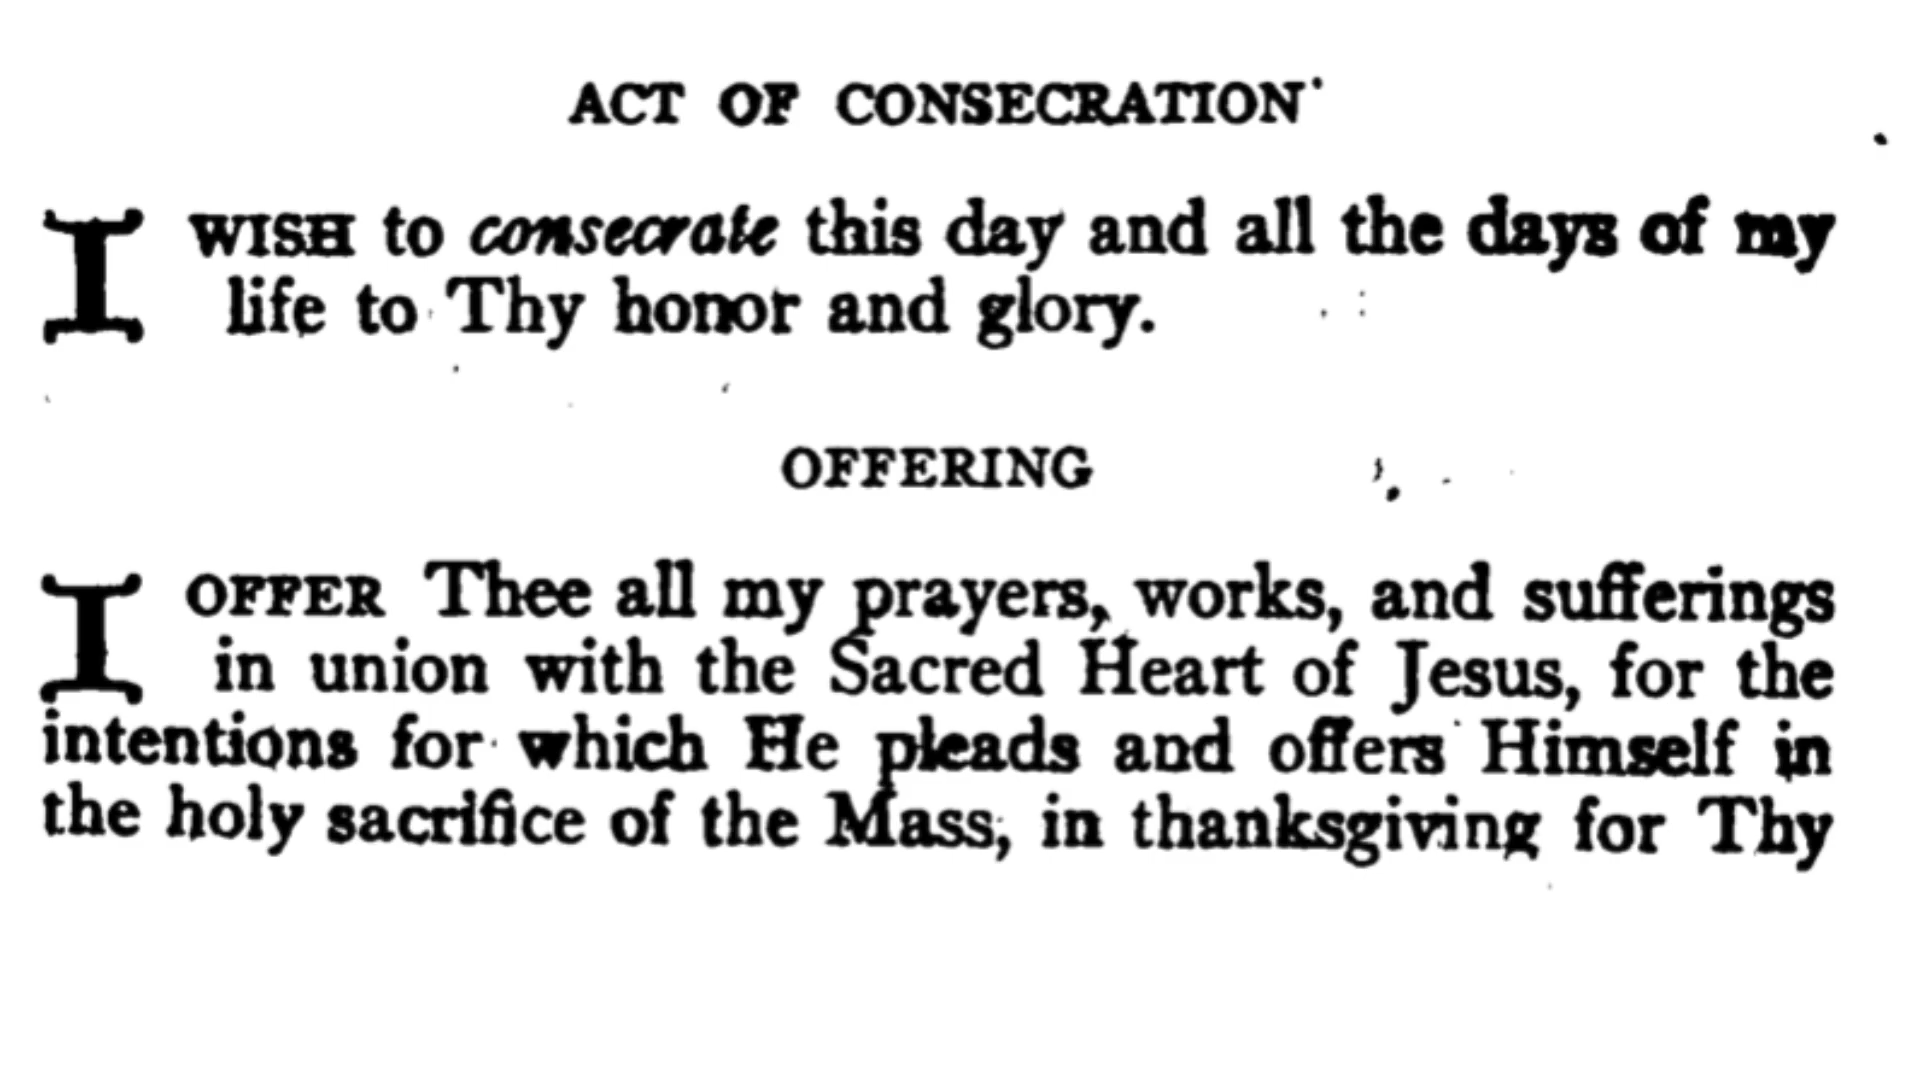 ACT OF CONSECRATION
I WISH to consecrate this day and all the days of my
life to Thy honor and glory.
OFFERING
I OFFER Thee all my prayers, works, and sufferings
in union with the Sacred Heart of Jesus, for the
intentions for which He pleads and offers Himself in
the holy sacrifice of the Mass, in thanksgiving for Thy